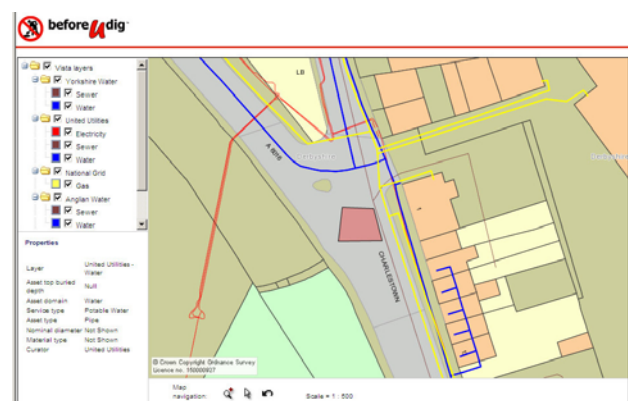 before U dig
Vista layers
Yorkshire Water
Sewer
Water
United Utilities
Electricity
Sewer
Water
National Grid
Gas
Anglian Water
Sewer
Water
Properties
Layer United Utilities - Water
Asset top buried depth Null
Asset domain Water
Service type Potable Water
Asset type Pipe
Nominal diameter Not Shown
Material type Not Shown
Curator United Utilities
LB
A 6016
CHARLESTOWN
© Crown Copyright Ordnance Survey
Licence no. 100000807
Map navigation:
Scale = 1 : 500